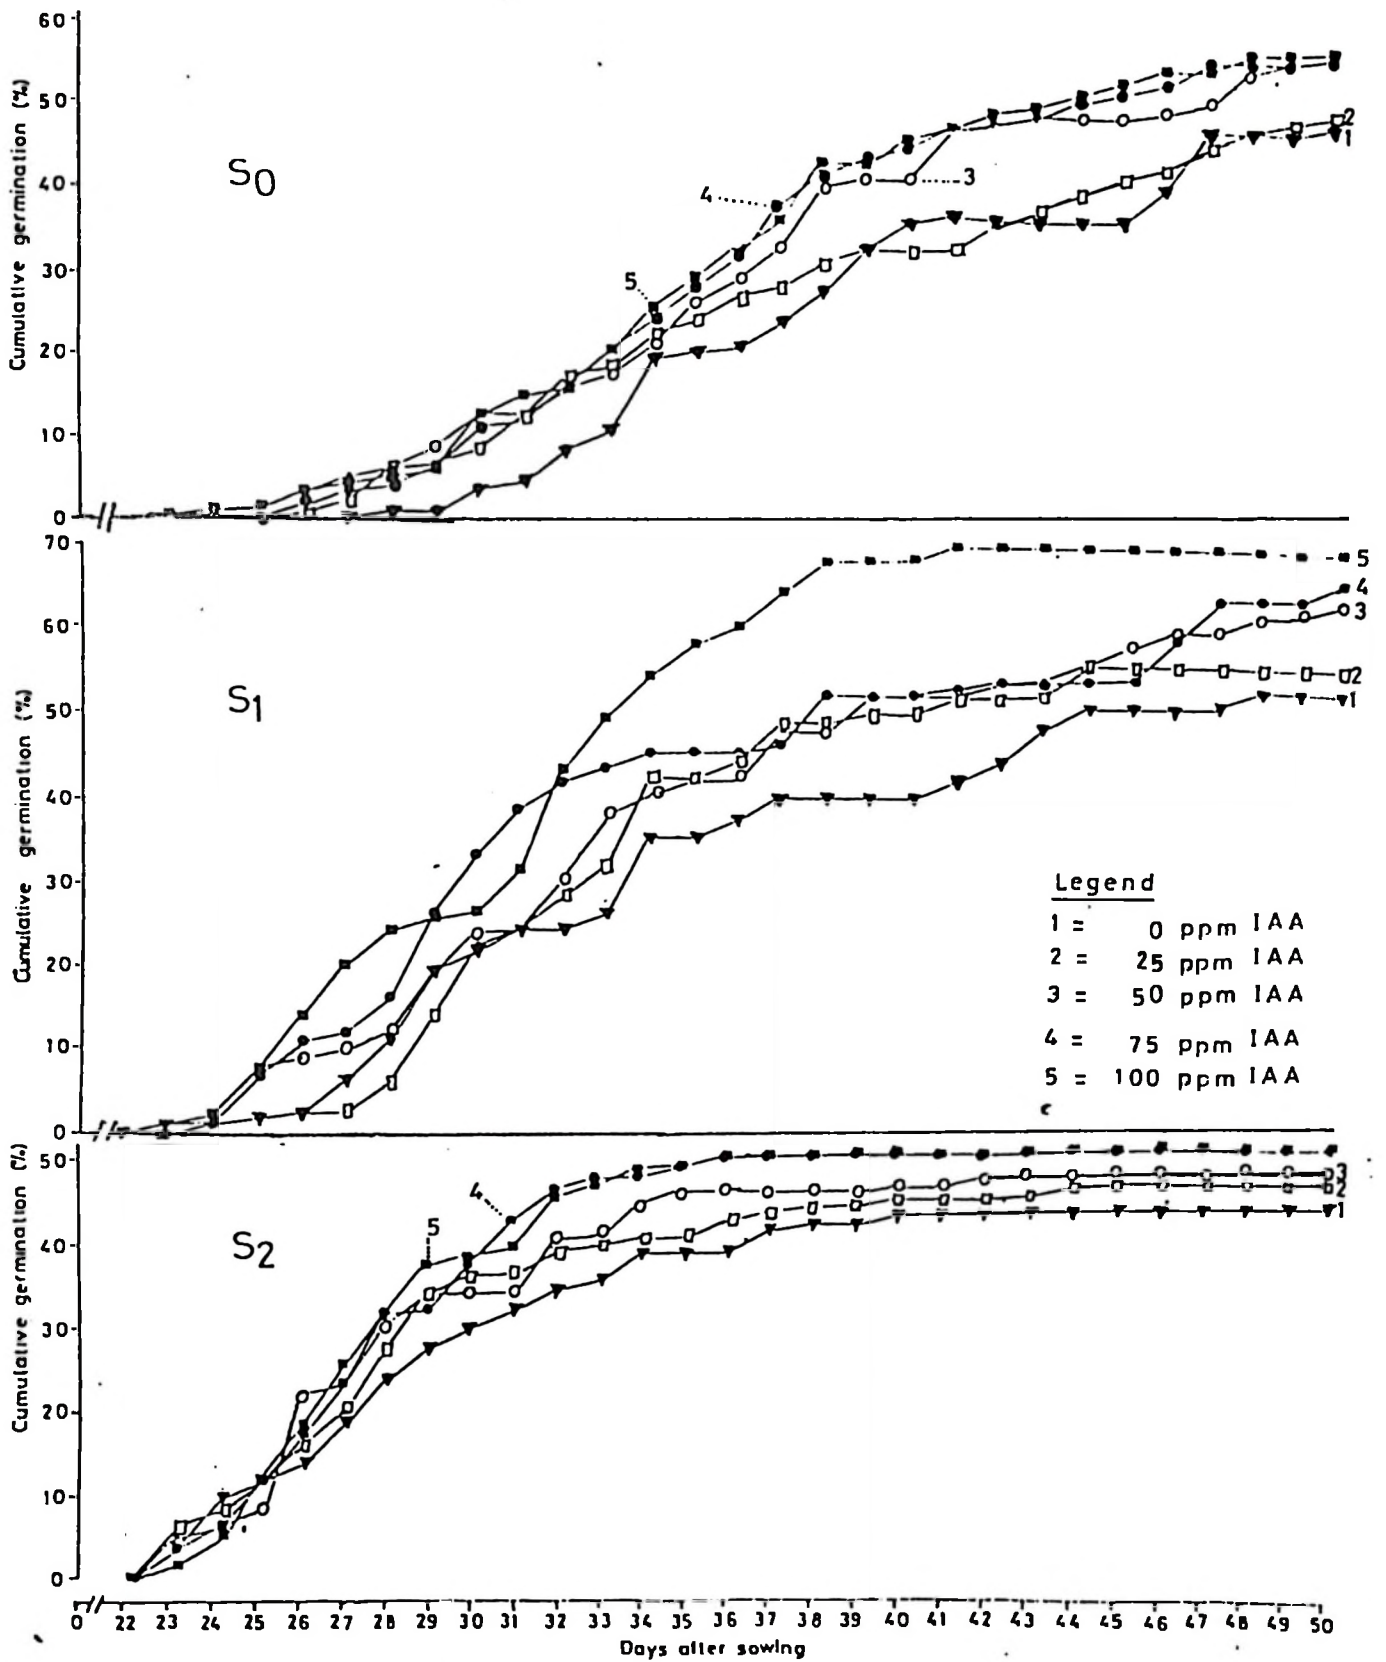 60
50
40
30
20
10
0
Cumulative germination (%)
S0
5
4
3
2
1
70
60
50
40
30
20
10
0
Cumulative germination (%)
S1
5
4
3
2
1
Legend
1 = 0 ppm IAA
2 = 25 ppm IAA
3 = 50 ppm IAA
4 = 75 ppm IAA
5 = 100 ppm IAA
50
40
30
20
10
0
Cumulative germination (%)
S2
4
5
3
2
1
0 22 23 24 25 26 27 28 29 30 31 32 33 34 35 36 37 38 39 40 41 42 43 44 45 46 47 48 49 50
Days after sowing